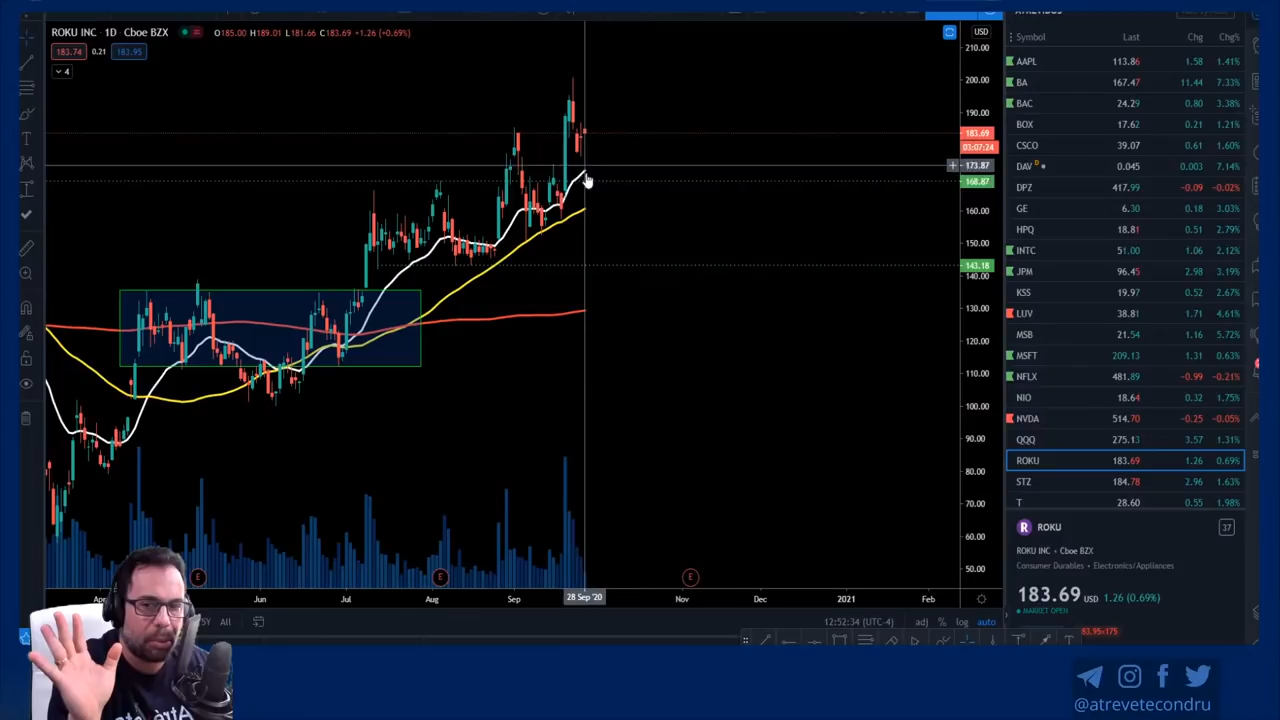 ROKU INC · 1D · Cboe BZX O185.00 H189.01 L181.66 C183.69 +1.26 (+0.69%)
183.74 0.21 183.95
4
USD
210.00
200.00
190.00
183.69
03:07:24
173.87
168.87
160.00
150.00
143.18
140.00
130.00
120.00
110.00
100.00
90.00
80.00
70.00
60.00
50.00
E E E
Jun Jul Aug Sep 28 Sep '20 Nov Dec 2021 Feb
5Y All
12:52:34 (UTC-4) adj % log auto
Symbol Last Chg Chg%
AAPL 113.86 1.58 1.41%
BA 167.47 11.44 7.33%
BAC 24.29 0.80 3.38%
BOX 17.62 0.21 1.21%
CSCO 39.07 0.61 1.60%
DAV D 0.045 0.003 7.14%
DPZ 417.99 -0.09 -0.02%
GE 6.30 0.18 3.03%
HPQ 18.81 0.51 2.79%
INTC 51.00 1.06 2.12%
JPM 96.45 2.98 3.19%
KSS 19.97 0.52 2.67%
LUV 38.81 1.71 4.61%
MSB 21.54 1.16 5.72%
MSFT 209.13 1.31 0.63%
NFLX 481.89 -0.99 -0.21%
NIO 18.64 0.32 1.75%
NVDA 514.70 -0.25 -0.05%
QQQ 275.13 3.57 1.31%
ROKU 183.69 1.26 0.69%
STZ 184.78 2.96 1.63%
T 28.60 0.55 1.98%
R ROKU 37
ROKU INC • Cboe BZX
Consumer Durables • Electronics/Appliances
183.69 USD 1.26 (0.69%)
MARKET OPEN
@atrevetecondru